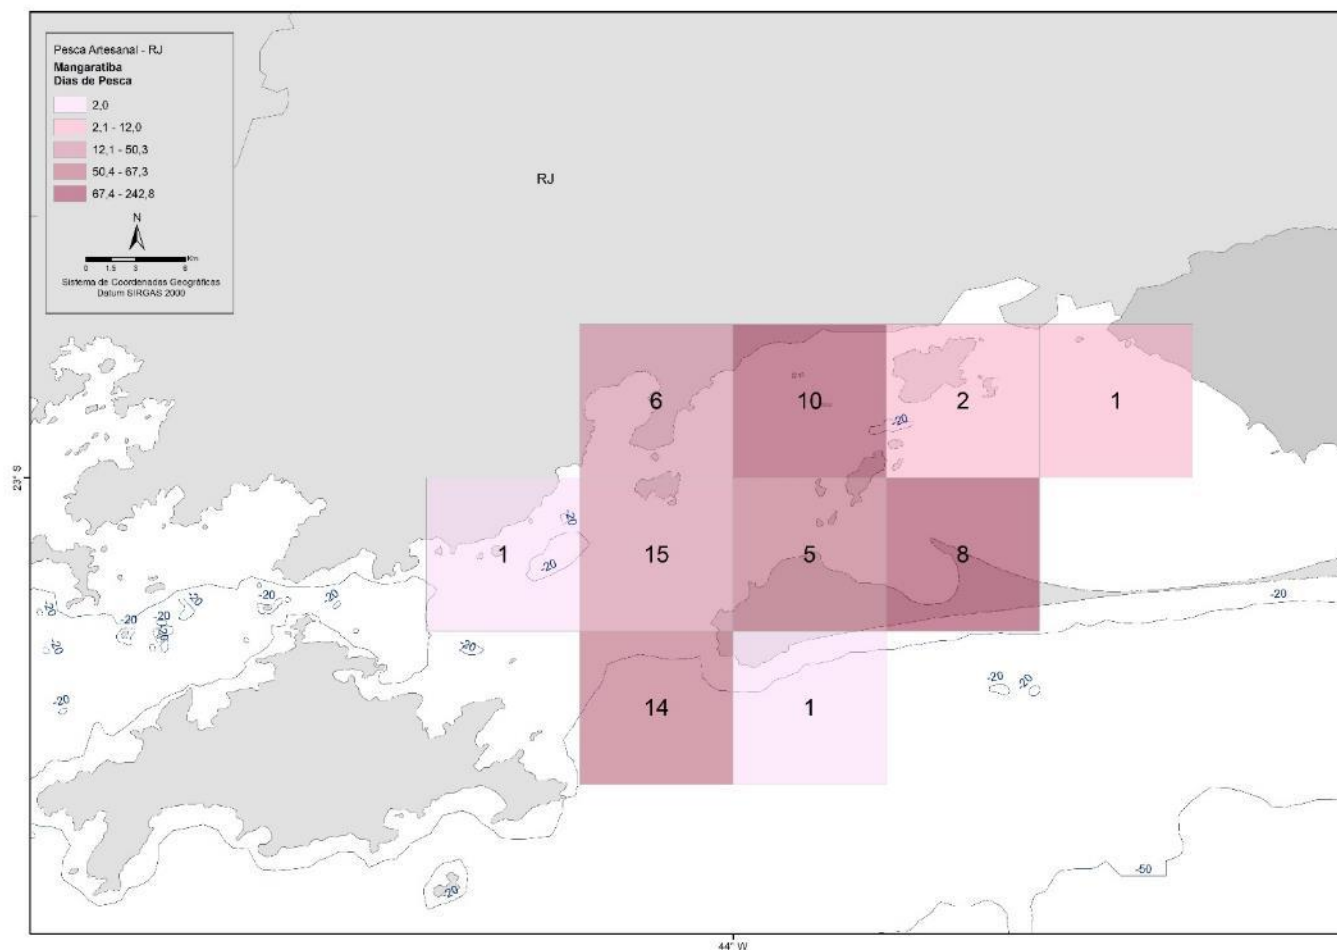 Pesca Artesanal - RJ
Mangaratiba
Dias de Pesca
2,0
2,1 - 12,0
12,1 - 50,3
50,4 - 67,3
67,4 - 242,8
N
Km
0 1.5 3 6
Sistema de Coordenadas Geográficas
Datum SIRGAS 2000
RJ
6 10 2 1
-20
23° S
-20
1 15 5 8
-20
-20 -20 -20 -20 -20
-20 -20
-20
-20
-20
-20 -20
-20
14 1
-50
-20
44° W